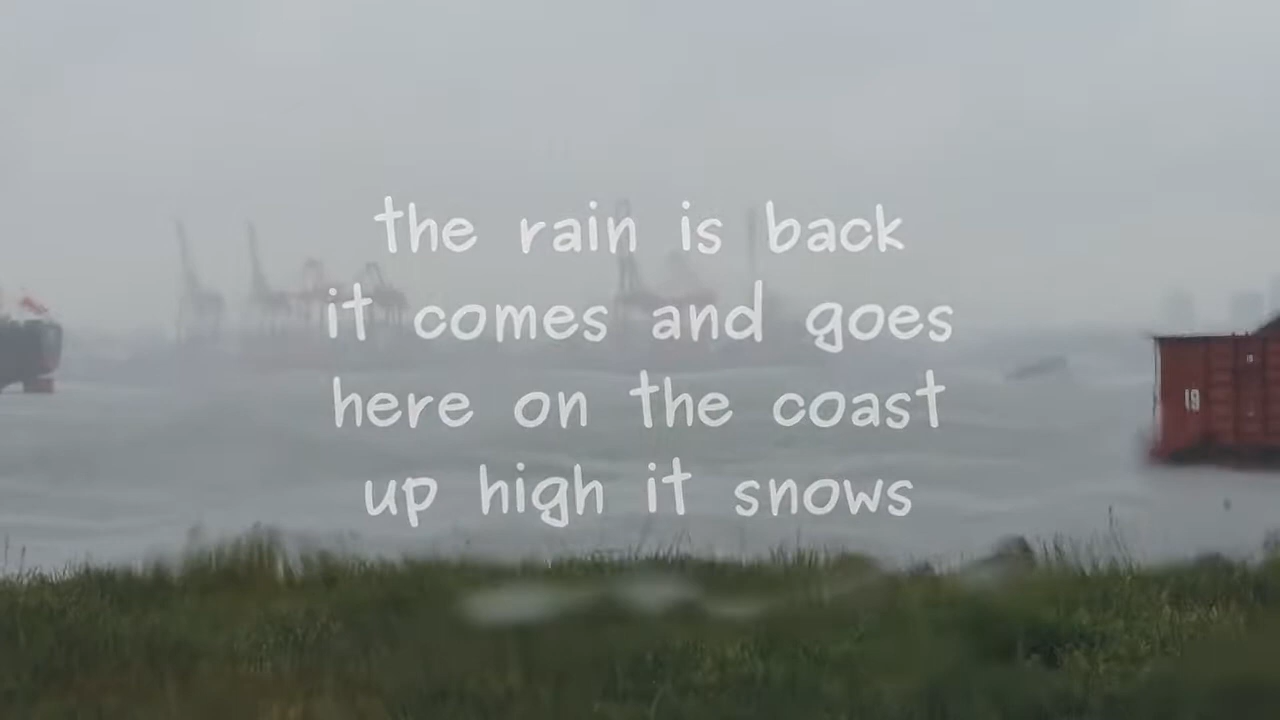 the rain is back
it comes and goes
here on the coast
up high it snows
19